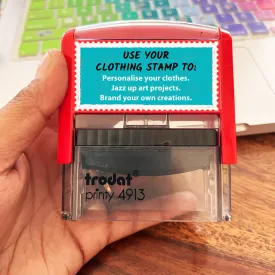 USE YOUR
CLOTHING STAMP TO:
Personalise your clothes.
Jazz up art projects.
Brand your own creations.
trodat®
printy 4913